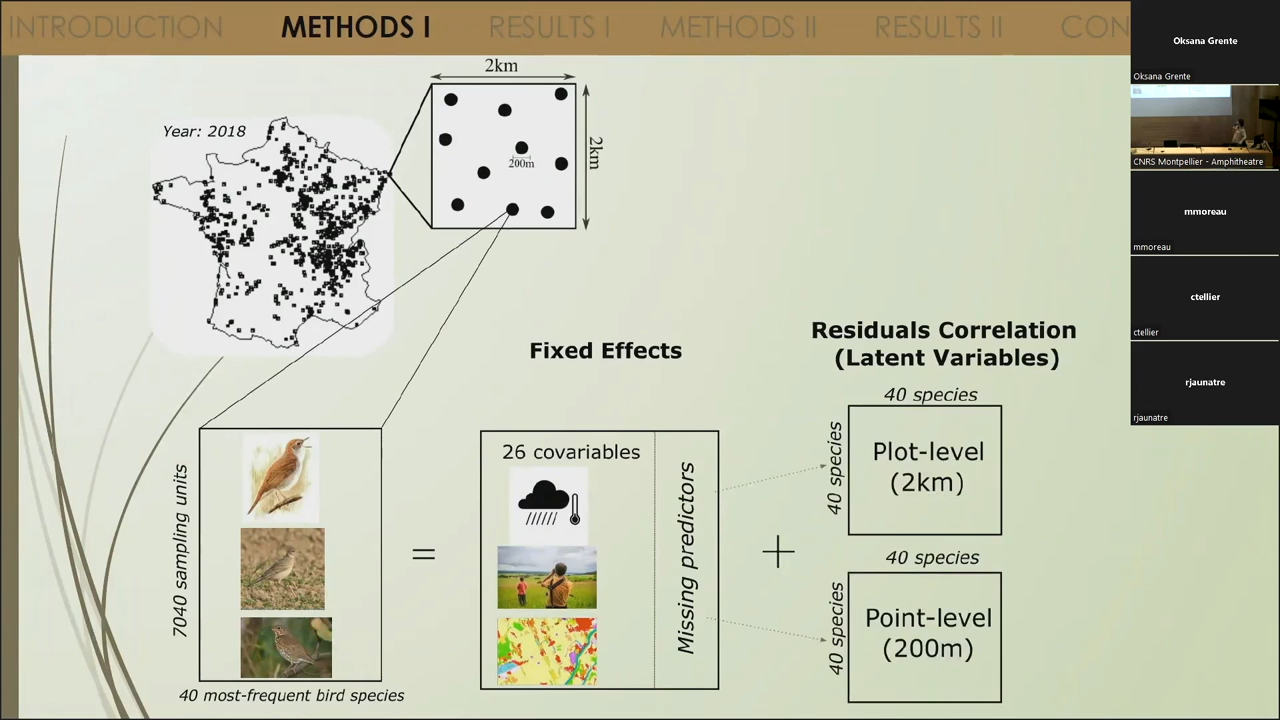 INTRODUCTION METHODS I RESULTS I METHODS II RESULTS II CON
Year: 2018
2km
2km
200m
Fixed Effects
Residuals Correlation
(Latent Variables)
7040 sampling units
40 most-frequent bird species
=
26 covariables
Missing predictors
+
40 species
40 species
Plot-level
(2km)
40 species
40 species
Point-level
(200m)
Oksana Grente
Oksana Grente
CNRS Montpellier - Amphitheatre
mmoreau
mmoreau
ctellier
ctellier
rjaunatre
rjaunatre